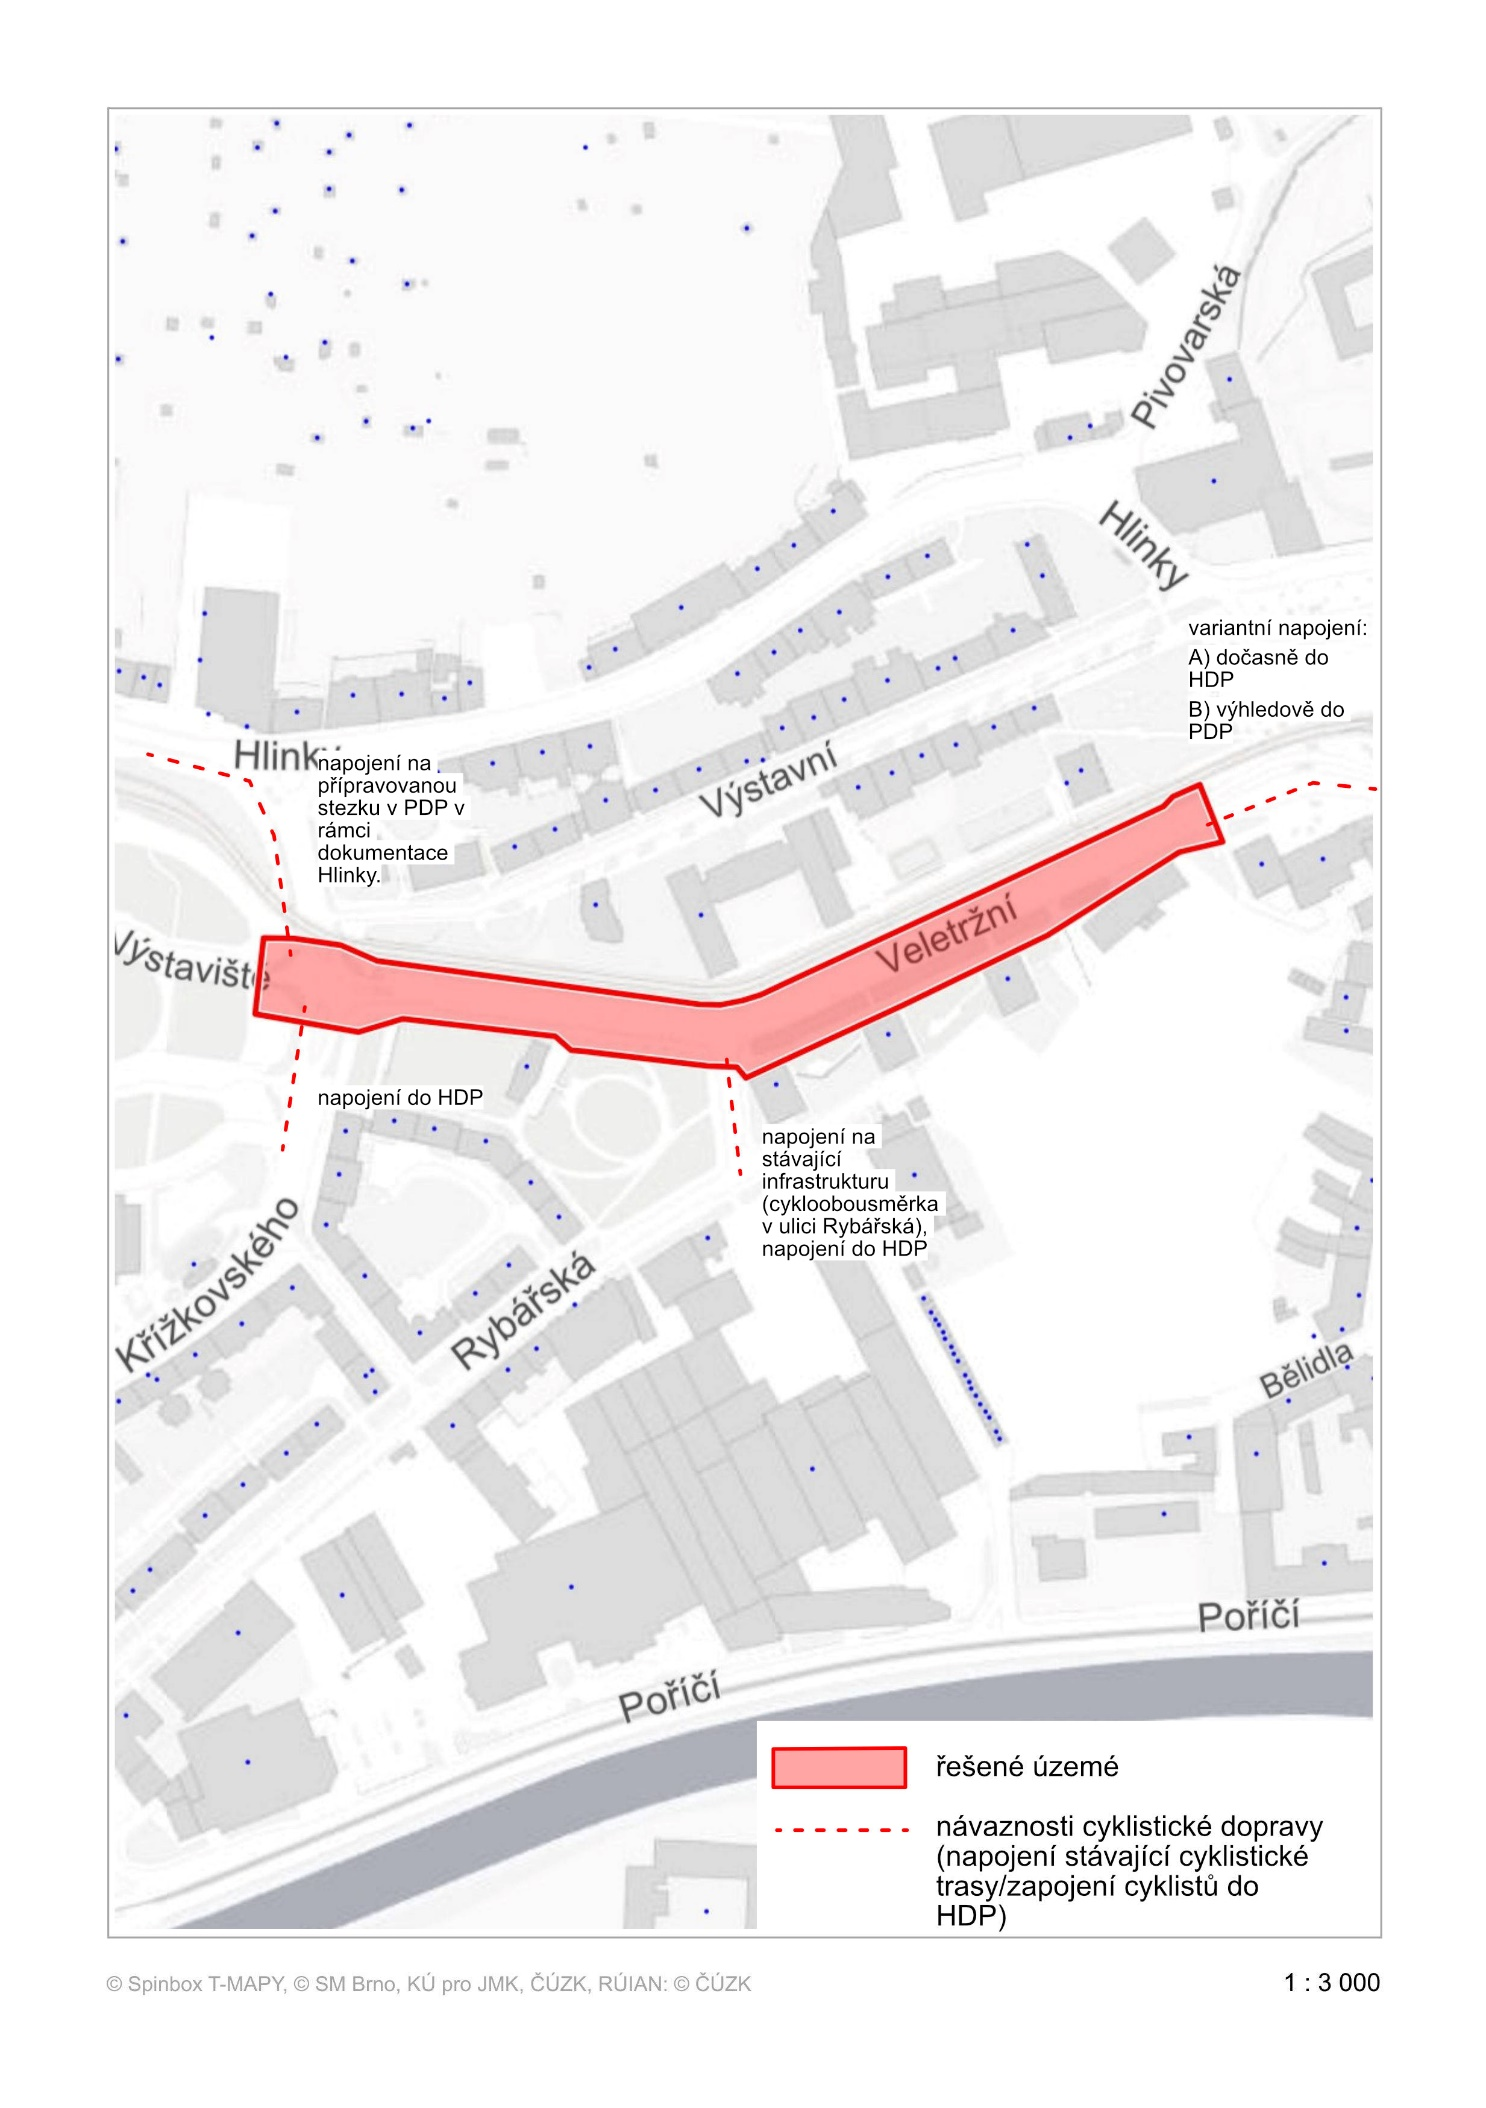 Pivovarská
Hlinky
variantní napojení:
A) dočasně do
HDP
B) výhledově do
PDP
Hlinky
napojení na
přípravovanou
stezku v PDP v
rámci
dokumentace
Hlinky.
Výstavní
Veletržní
Výstaviště
napojení do HDP
napojení na
stávající
infrastrukturu
(cykloobousměrka
v ulici Rybářská),
napojení do HDP
Křížkovského
Rybářská
Bělidla
Poříčí
Poříčí
řešené územé
návaznosti cyklistické dopravy
(napojení stávající cyklistické
trasy/zapojení cyklistů do
HDP)
© Spinbox T-MAPY, © SM Brno, KÚ pro JMK, ČÚZK, RÚIAN: © ČÚZK
1 : 3 000